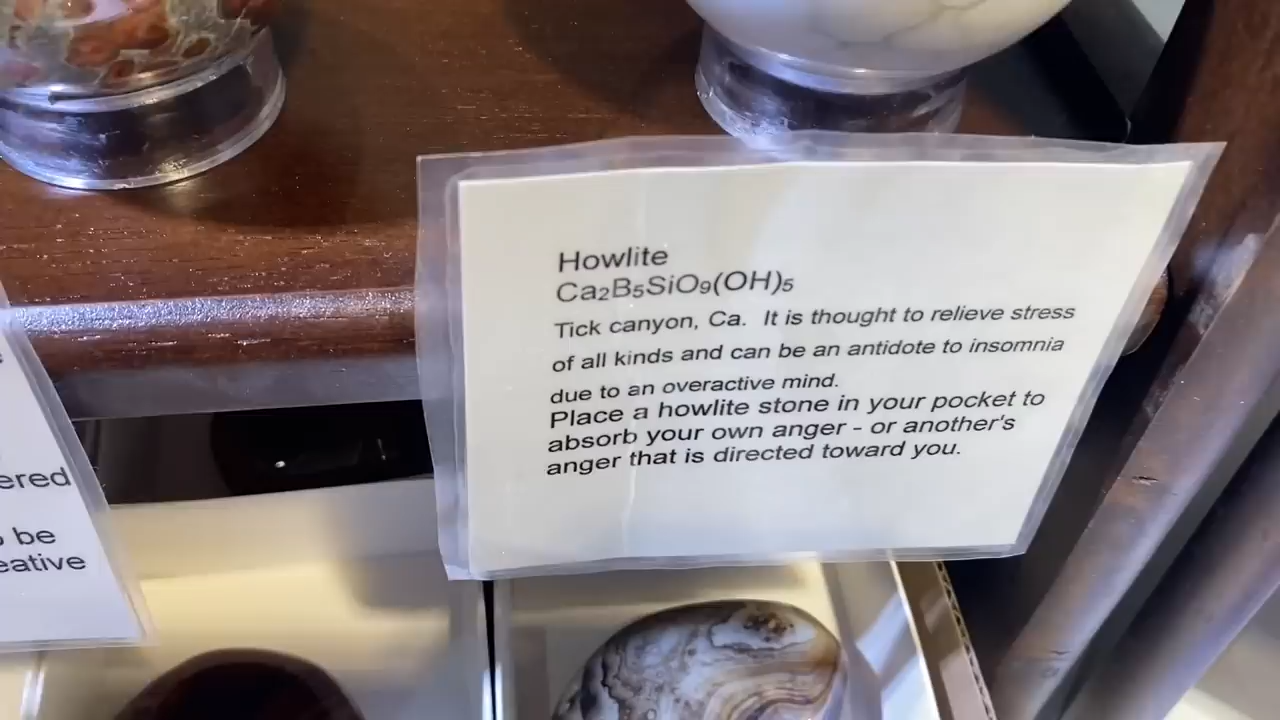 Howlite
Ca₂B₅SiO₉(OH)₅
Tick canyon, Ca. It is thought to relieve stress
of all kinds and can be an antidote to insomnia
due to an overactive mind.
Place a howlite stone in your pocket to
absorb your own anger - or another's
anger that is directed toward you.
be